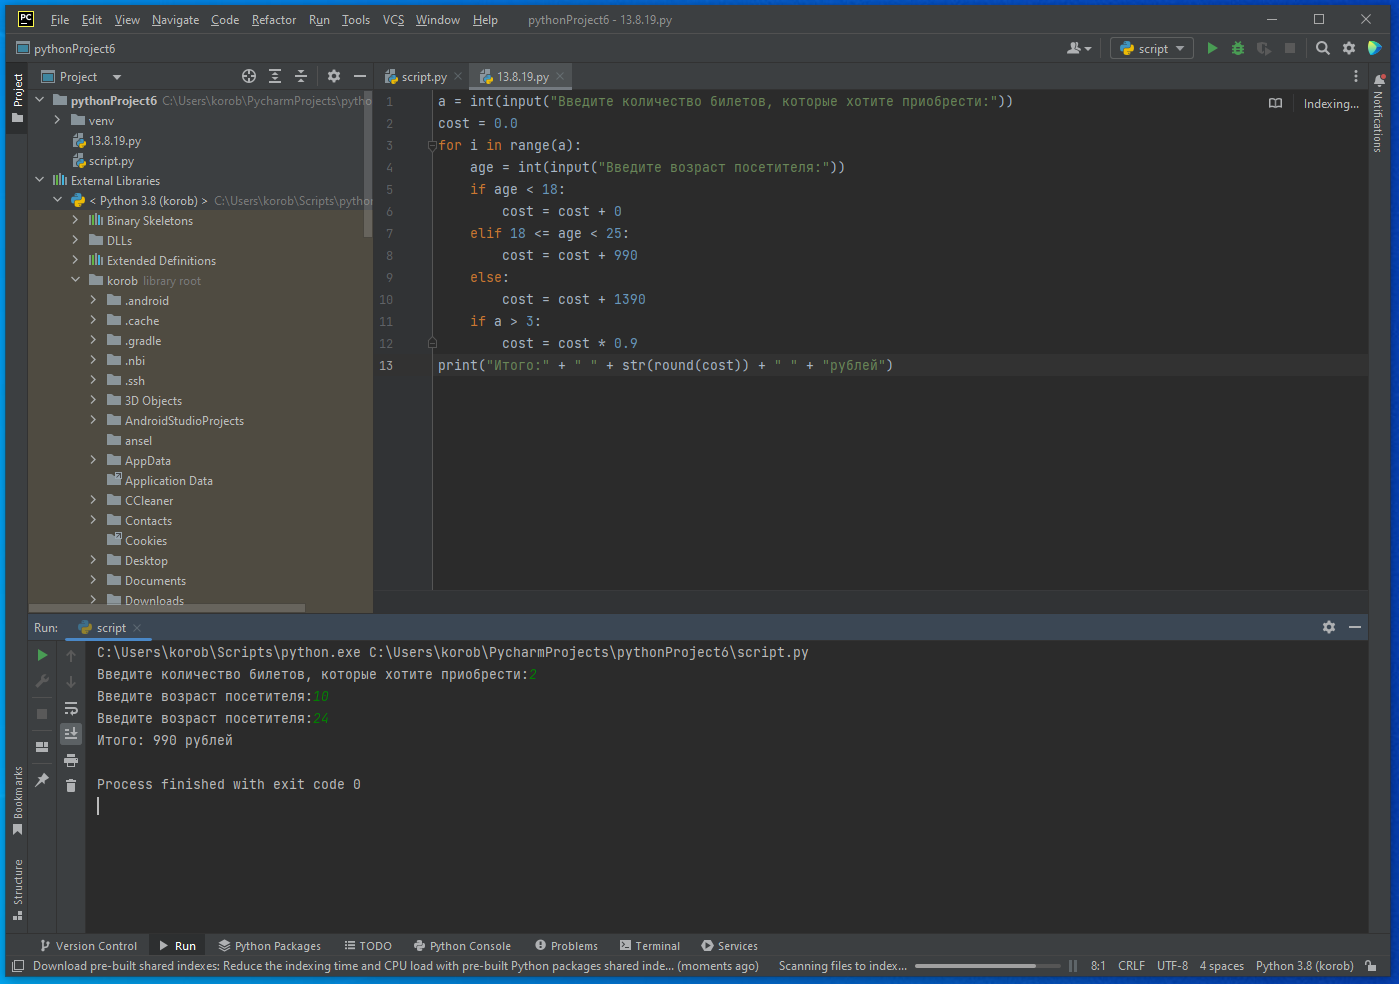 PC File Edit View Navigate Code Refactor Run Tools VCS Window Help pythonProject6 - 13.8.19.py
pythonProject6
script
Project
script.py
13.8.19.py
Project
pythonProject6 C:\Users\korob\PycharmProjects\pytho
venv
13.8.19.py
script.py
External Libraries
< Python 3.8 (korob) > C:\Users\korob\Scripts\pythor
Binary Skeletons
DLLs
Extended Definitions
korob library root
.android
.cache
.gradle
.nbi
.ssh
3D Objects
AndroidStudioProjects
ansel
AppData
Application Data
CCleaner
Contacts
Cookies
Desktop
Documents
Downloads
1 a = int(input("Введите количество билетов, которые хотите приобрести:"))
2 cost = 0.0
3 for i in range(a):
4 age = int(input("Введите возраст посетителя:"))
5 if age < 18:
6 cost = cost + 0
7 elif 18 <= age < 25:
8 cost = cost + 990
9 else:
10 cost = cost + 1390
11 if a > 3:
12 cost = cost * 0.9
13 print("Итого:" + " " + str(round(cost)) + " " + "рублей")
Indexing...
Notifications
Run: script
C:\Users\korob\Scripts\python.exe C:\Users\korob\PycharmProjects\pythonProject6\script.py
Введите количество билетов, которые хотите приобрести:2
Введите возраст посетителя:10
Введите возраст посетителя:24
Итого: 990 рублей
Process finished with exit code 0
Bookmarks
Structure
Version Control Run Python Packages TODO Python Console Problems Terminal Services
Download pre-built shared indexes: Reduce the indexing time and CPU load with pre-built Python packages shared inde... (moments ago) Scanning files to index... 8:1 CRLF UTF-8 4 spaces Python 3.8 (korob)